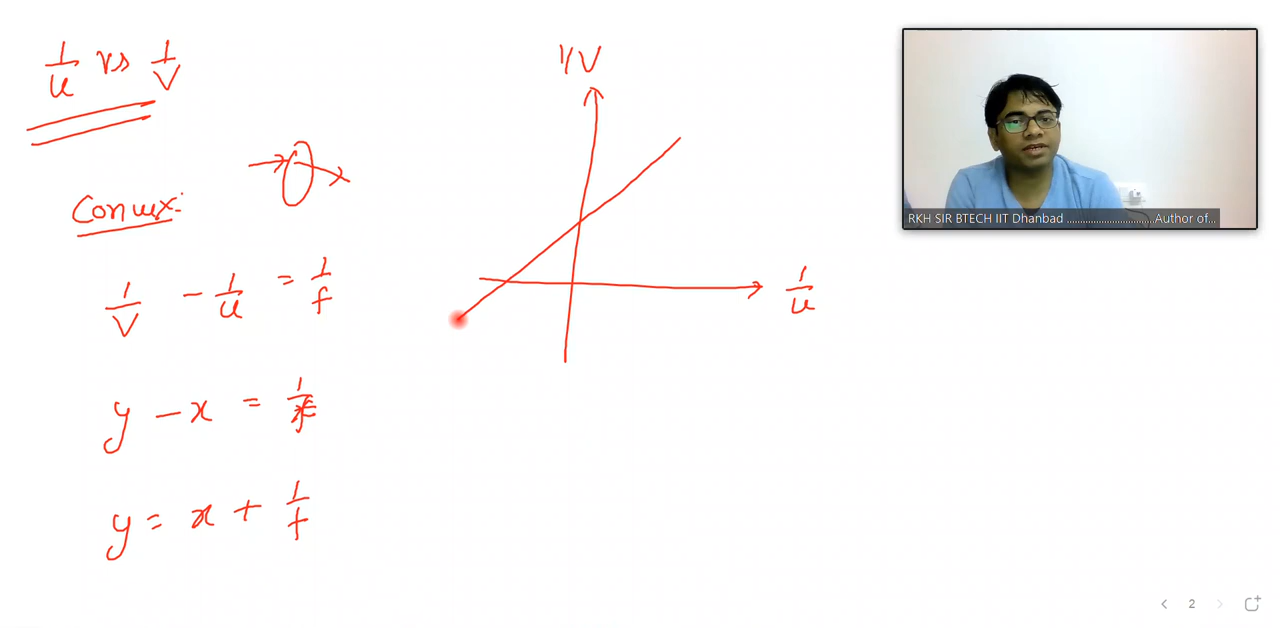 1/u vs 1/v
1/V
Convex:
1/v - 1/u = 1/f
1/u
y - x = 1/f
y = x + 1/f
RKH SIR BTECH IIT Dhanbad ................................Author of...
2